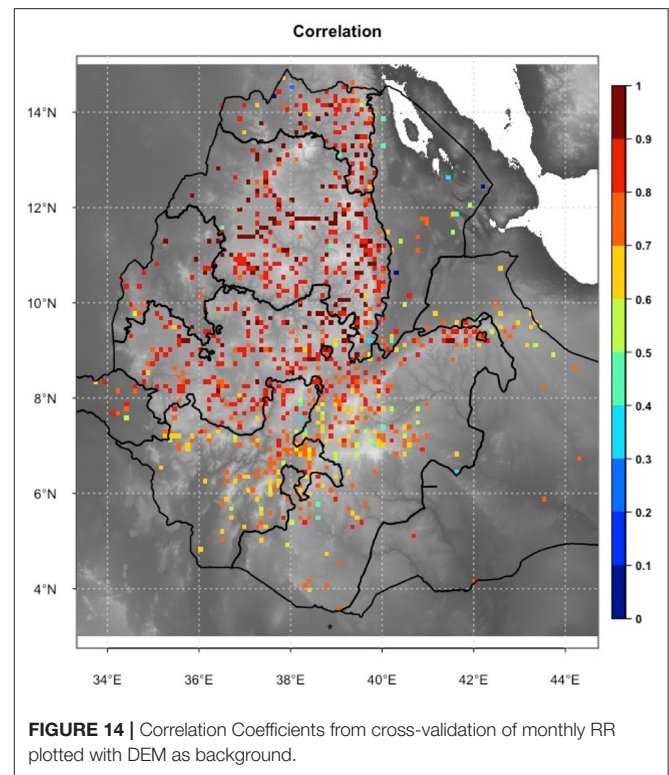 Correlation
14°N
12°N
10°N
8°N
6°N
4°N
34°E 36°E 38°E 40°E 42°E 44°E
1
0.9
0.8
0.7
0.6
0.5
0.4
0.3
0.2
0.1
0
FIGURE 14 | Correlation Coefficients from cross-validation of monthly RR
plotted with DEM as background.